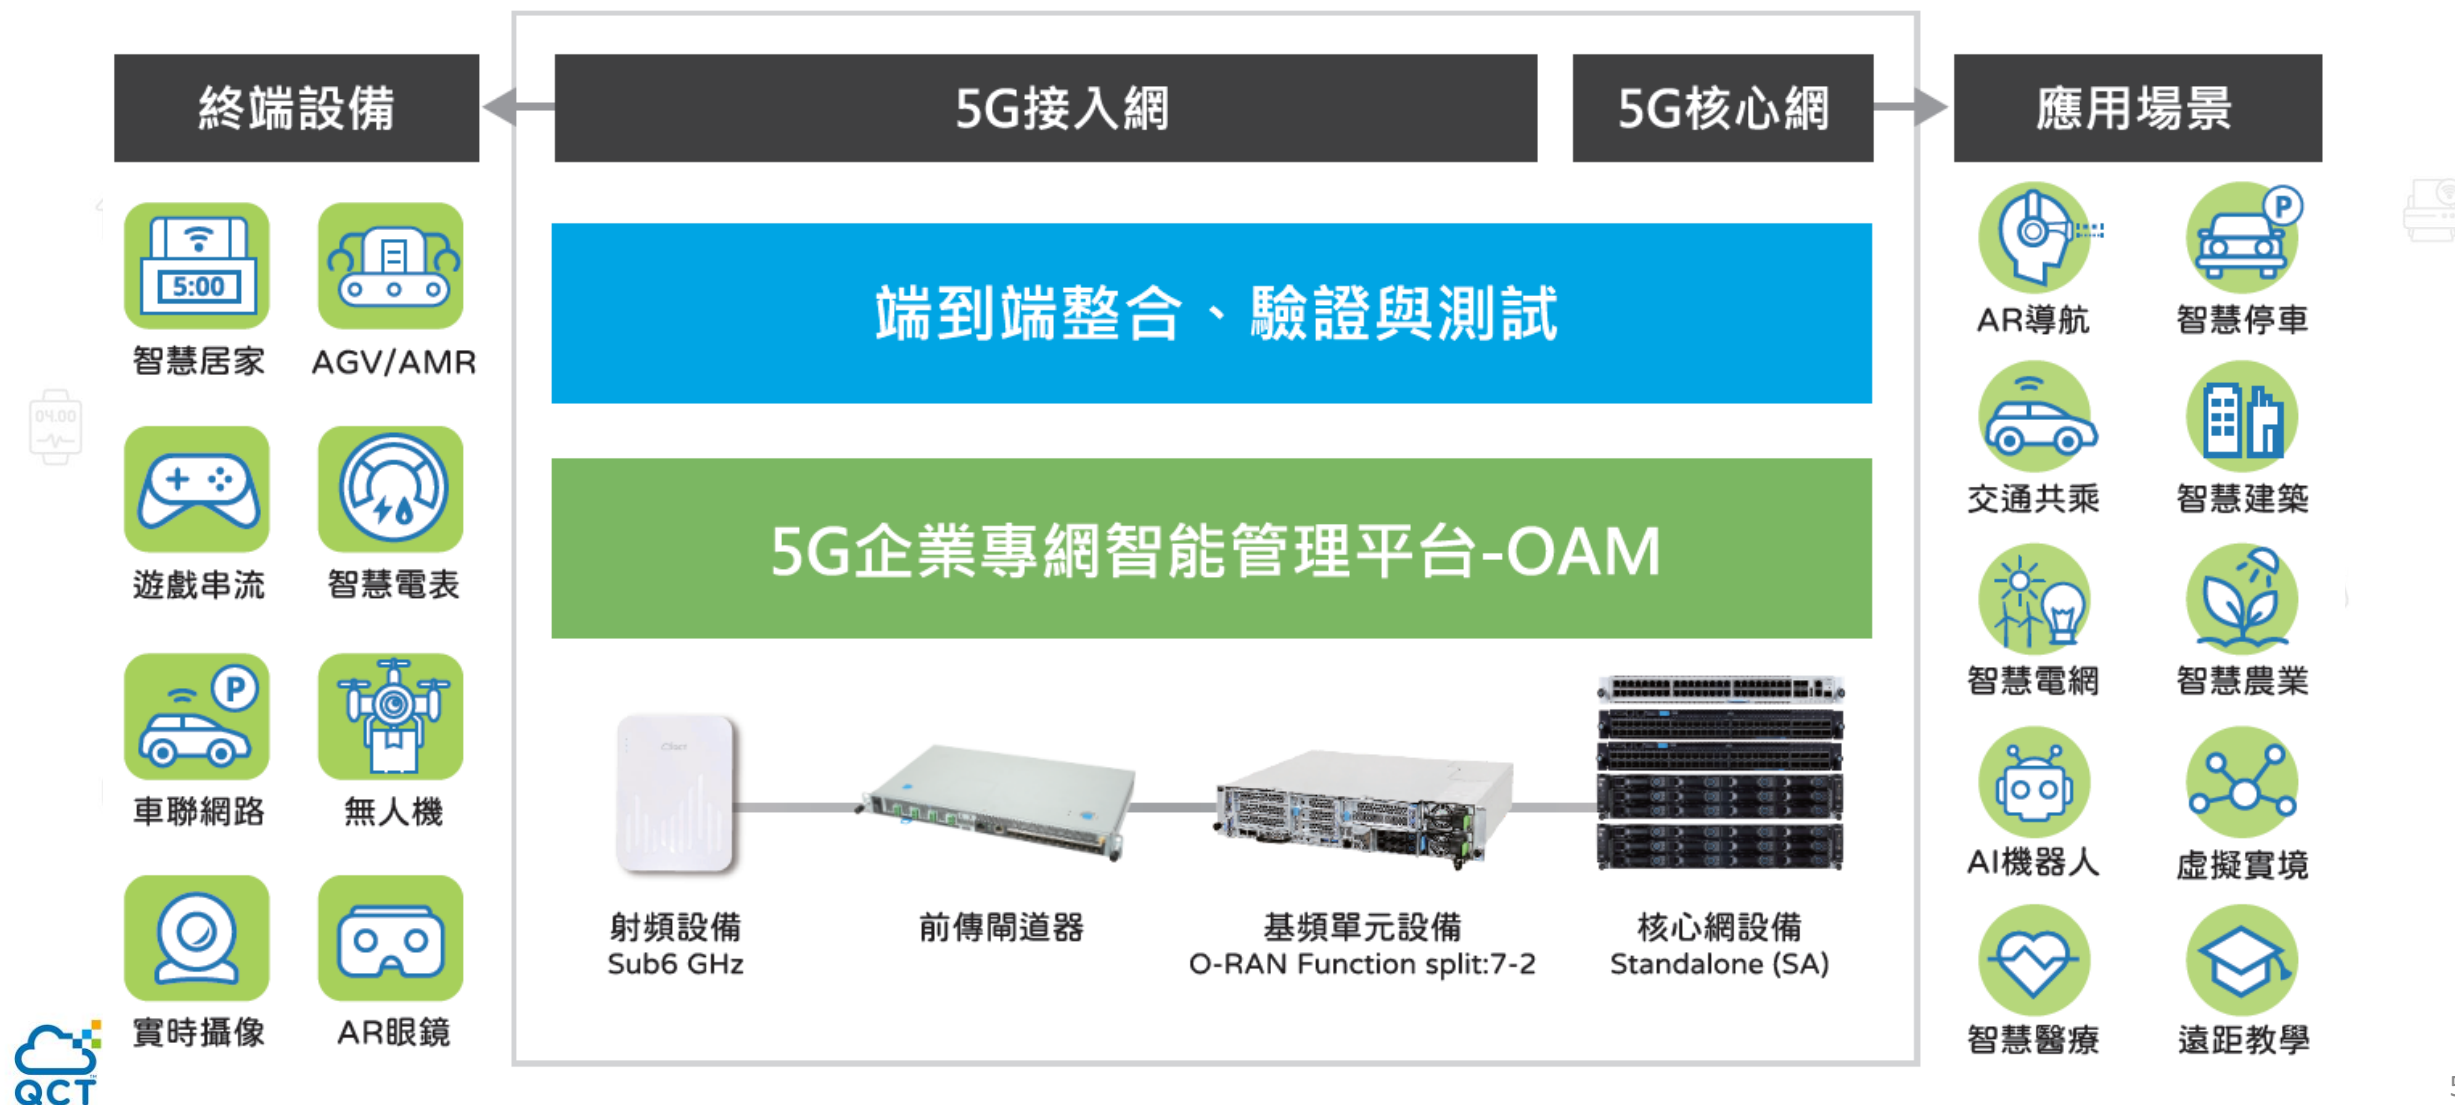 終端設備
5G接入網
5G核心網
應用場景
5:00
智慧居家
AGV/AMR
遊戲串流
智慧電表
P
車聯網路
無人機
實時攝像
AR眼鏡
端到端整合、驗證與測試
5G企業專網智能管理平台-OAM
射頻設備
Sub6 GHz
前傳閘道器
基頻單元設備
O-RAN Function split:7-2
核心網設備
Standalone (SA)
P
AR導航
智慧停車
交通共乘
智慧建築
智慧電網
智慧農業
AI機器人
虛擬實境
智慧醫療
遠距教學
04.00
QCT